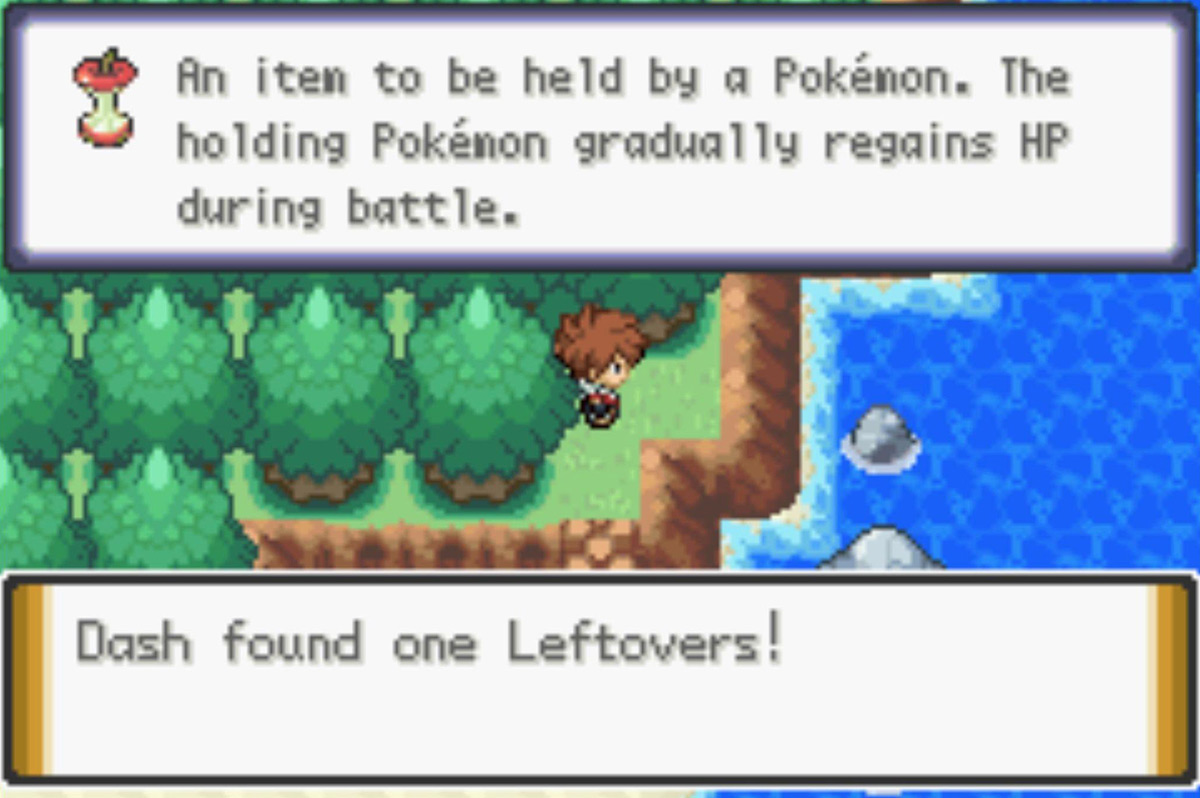 An item to be held by a Pokémon. The
holding Pokémon gradually regains HP
during battle.
Dash found one Leftovers!